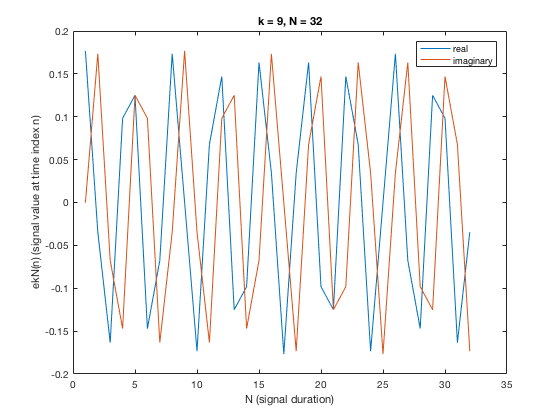 k = 9, N = 32
real
imaginary
0.2
0.15
0.1
0.05
0
-0.05
-0.1
-0.15
-0.2
ekN(n) (signal value at time index n)
0 5 10 15 20 25 30 35
N (signal duration)